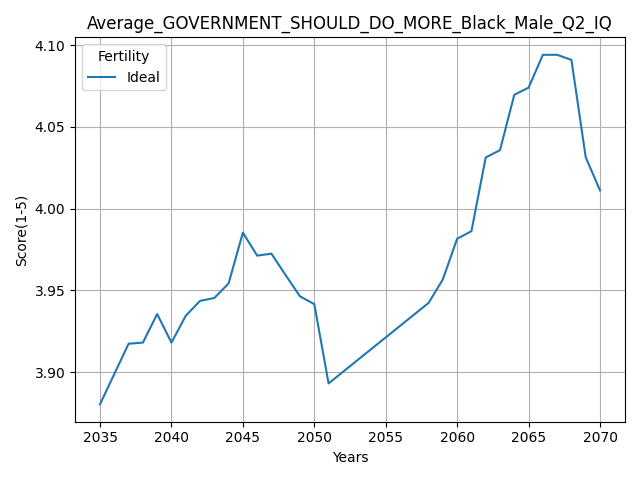 Average_GOVERNMENT_SHOULD_DO_MORE_Black_Male_Q2_IQ
4.10
Fertility
Ideal
4.05
4.00
3.95
3.90
Score(1-5)
2035 2040 2045 2050 2055 2060 2065 2070
Years